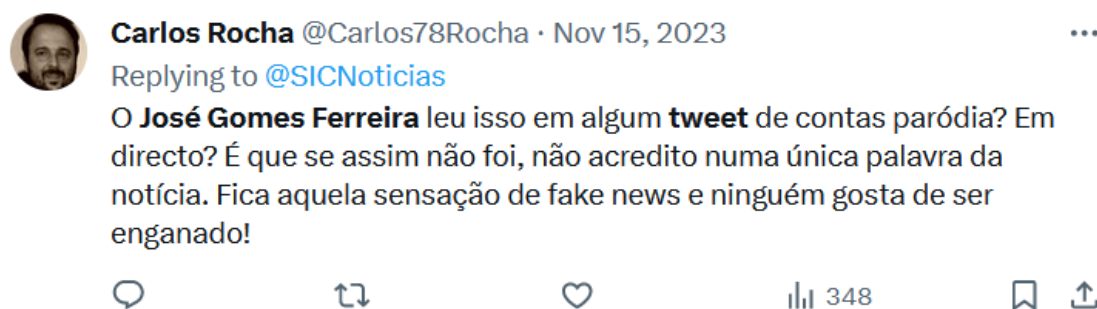 Carlos Rocha @Carlos78Rocha · Nov 15, 2023
Replying to @SICNoticias
O José Gomes Ferreira leu isso em algum tweet de contas paródia? Em
directo? É que se assim não foi, não acredito numa única palavra da
notícia. Fica aquela sensação de fake news e ninguém gosta de ser
enganado!
348